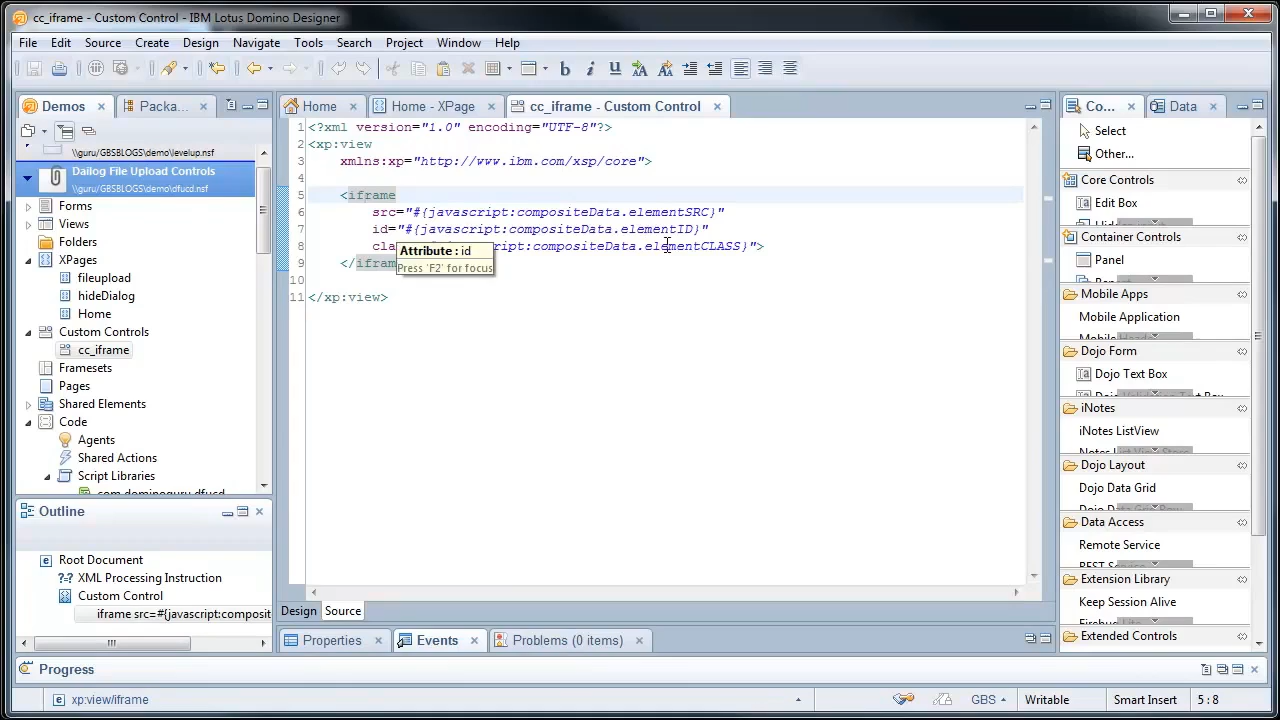 cc_iframe - Custom Control - IBM Lotus Domino Designer
File Edit Source Create Design Navigate Tools Search Project Window Help
Demos Packa... Home Home - XPage cc_iframe - Custom Control Co... Data
\\guru/GBSBLOGS\demo\levelup.nsf
Dailog File Upload Controls
\\guru/GBSBLOGS\demo\dfucd.nsf
Forms
Views
Folders
XPages
fileupload
hideDialog
Home
Custom Controls
cc_iframe
Framesets
Pages
Shared Elements
Code
Agents
Shared Actions
Script Libraries
com.dominoguru.dfucd
Outline
Root Document
?-? XML Processing Instruction
Custom Control
iframe src=#{javascript:composit
1 <?xml version="1.0" encoding="UTF-8"?>
2 <xp:view
3 xmlns:xp="http://www.ibm.com/xsp/core">
4
5 <iframe
6 src="#{javascript:compositeData.elementSRC}"
7 id="#{javascript:compositeData.elementID}"
8 cla cript:compositeData.elementCLASS}">
Attribute : id
Press 'F2' for focus
9 </ifram
10
11 </xp:view>
Design Source
Properties Events Problems (0 items)
Select
Other...
Core Controls
Edit Box
Container Controls
Panel
Mobile Apps
Mobile Application
Dojo Form
Dojo Text Box
iNotes
iNotes ListView
Dojo Layout
Dojo Data Grid
Data Access
Remote Service
Extension Library
Keep Session Alive
Extended Controls
Progress
xp:view/iframe GBS Writable Smart Insert 5 : 8